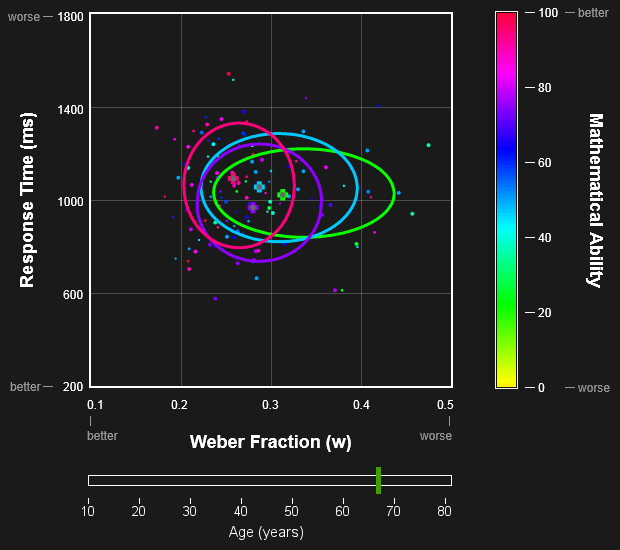 worse
1800
1400
1000
600
200
better
Response Time (ms)
0.1 0.2 0.3 0.4 0.5
better
worse
Weber Fraction (w)
10 20 30 40 50 60 70 80
Age (years)
100
80
60
40
20
0
better
worse
Mathematical Ability